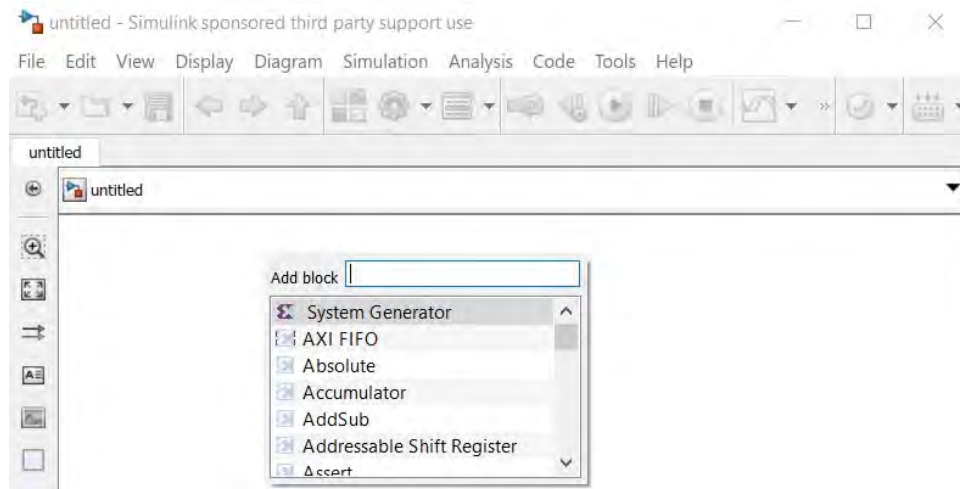 untitled - Simulink sponsored third party support use
File Edit View Display Diagram Simulation Analysis Code Tools Help
untitled
untitled
Add block
System Generator
AXI FIFO
Absolute
Accumulator
AddSub
Addressable Shift Register
Assert